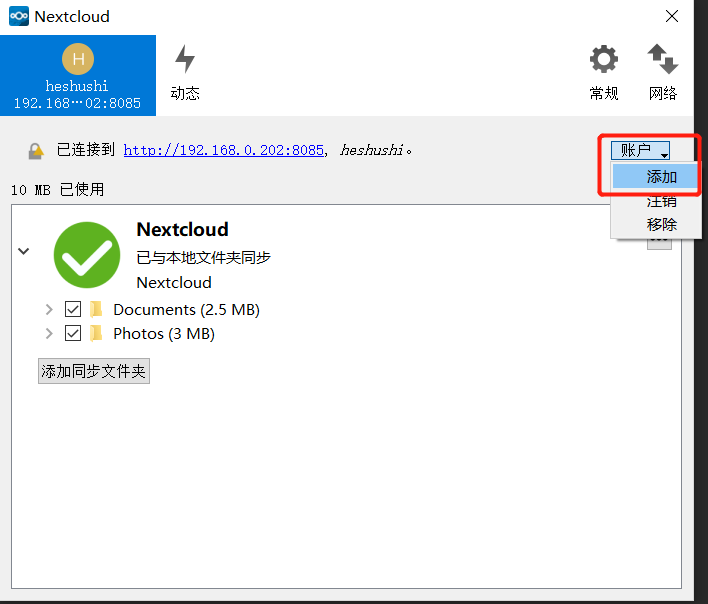 Nextcloud
H
heshushi
192.168…02:8085
动态
常规
网络
已连接到 http://192.168.0.202:8085, heshushi。
账户
添加
注销
移除
10 MB 已使用
Nextcloud
已与本地文件夹同步
Nextcloud
Documents (2.5 MB)
Photos (3 MB)
添加同步文件夹